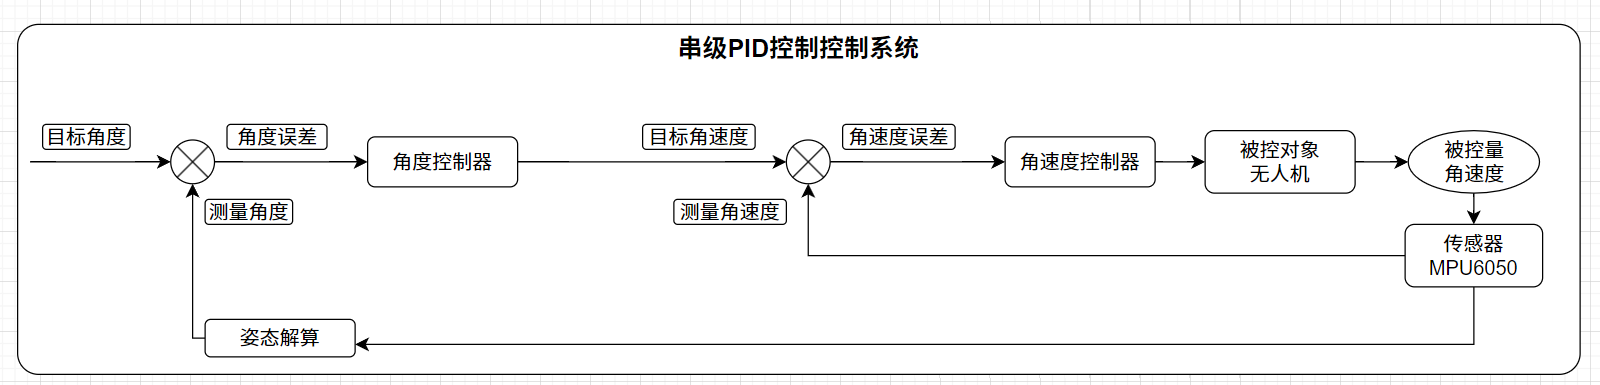 串级PID控制控制系统
目标角度
角度误差
角度控制器
目标角速度
角速度误差
角速度控制器
被控对象
无人机
被控量
角速度
测量角度
测量角速度
传感器
MPU6050
姿态解算